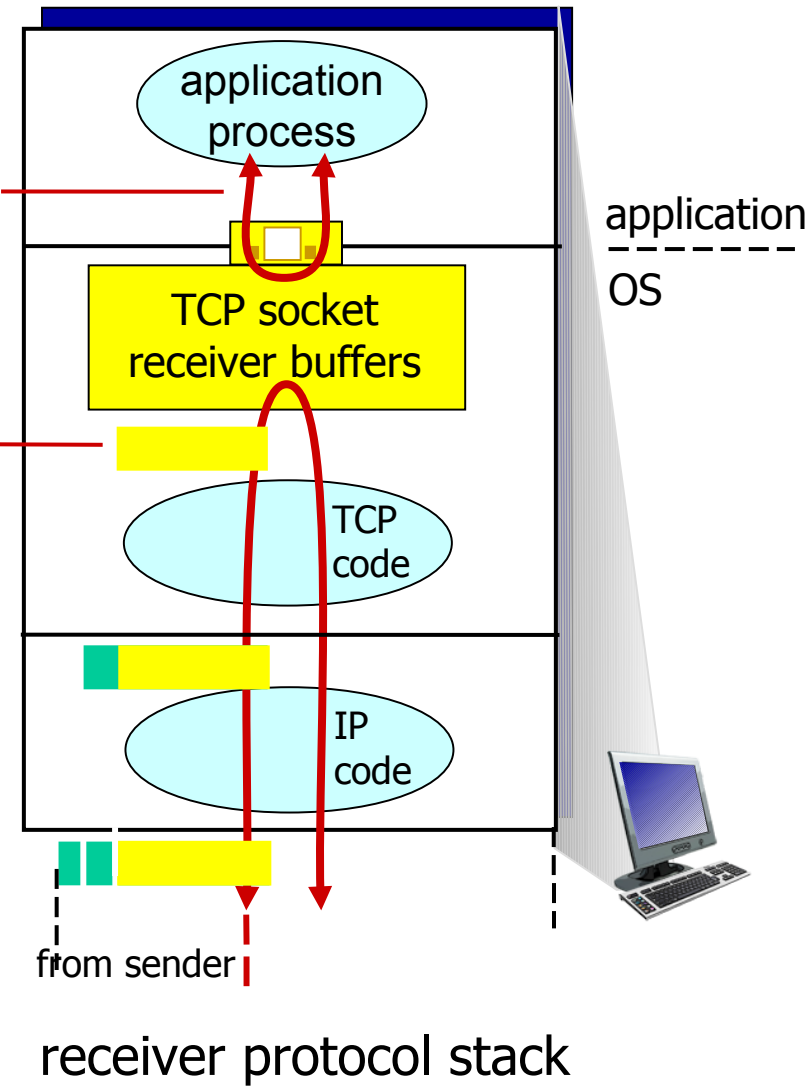 application
process
application
OS
TCP socket
receiver buffers
TCP
code
IP
code
from sender
receiver protocol stack